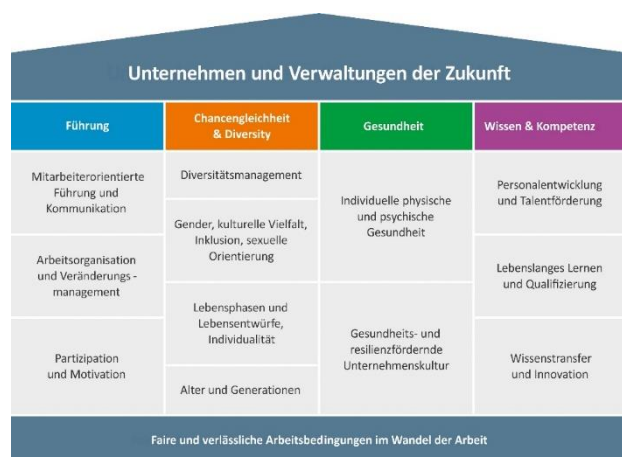 Unternehmen und Verwaltungen der Zukunft
Führung
Chancengleichheit
& Diversity
Gesundheit
Wissen & Kompetenz
Mitarbeiterorientierte
Führung und
Kommunikation
Arbeitsorganisation
und Veränderungs -
management
Partizipation
und Motivation
Diversitätsmanagement
Gender, kulturelle Vielfalt,
Inklusion, sexuelle
Orientierung
Lebensphasen und
Lebensentwürfe,
Individualität
Alter und Generationen
Individuelle physische
und psychische
Gesundheit
Gesundheits- und
resilienzfördernde
Unternehmenskultur
Personalentwicklung
und Talentförderung
Lebenslanges Lernen
und Qualifizierung
Wissenstransfer
und Innovation
Faire und verlässliche Arbeitsbedingungen im Wandel der Arbeit